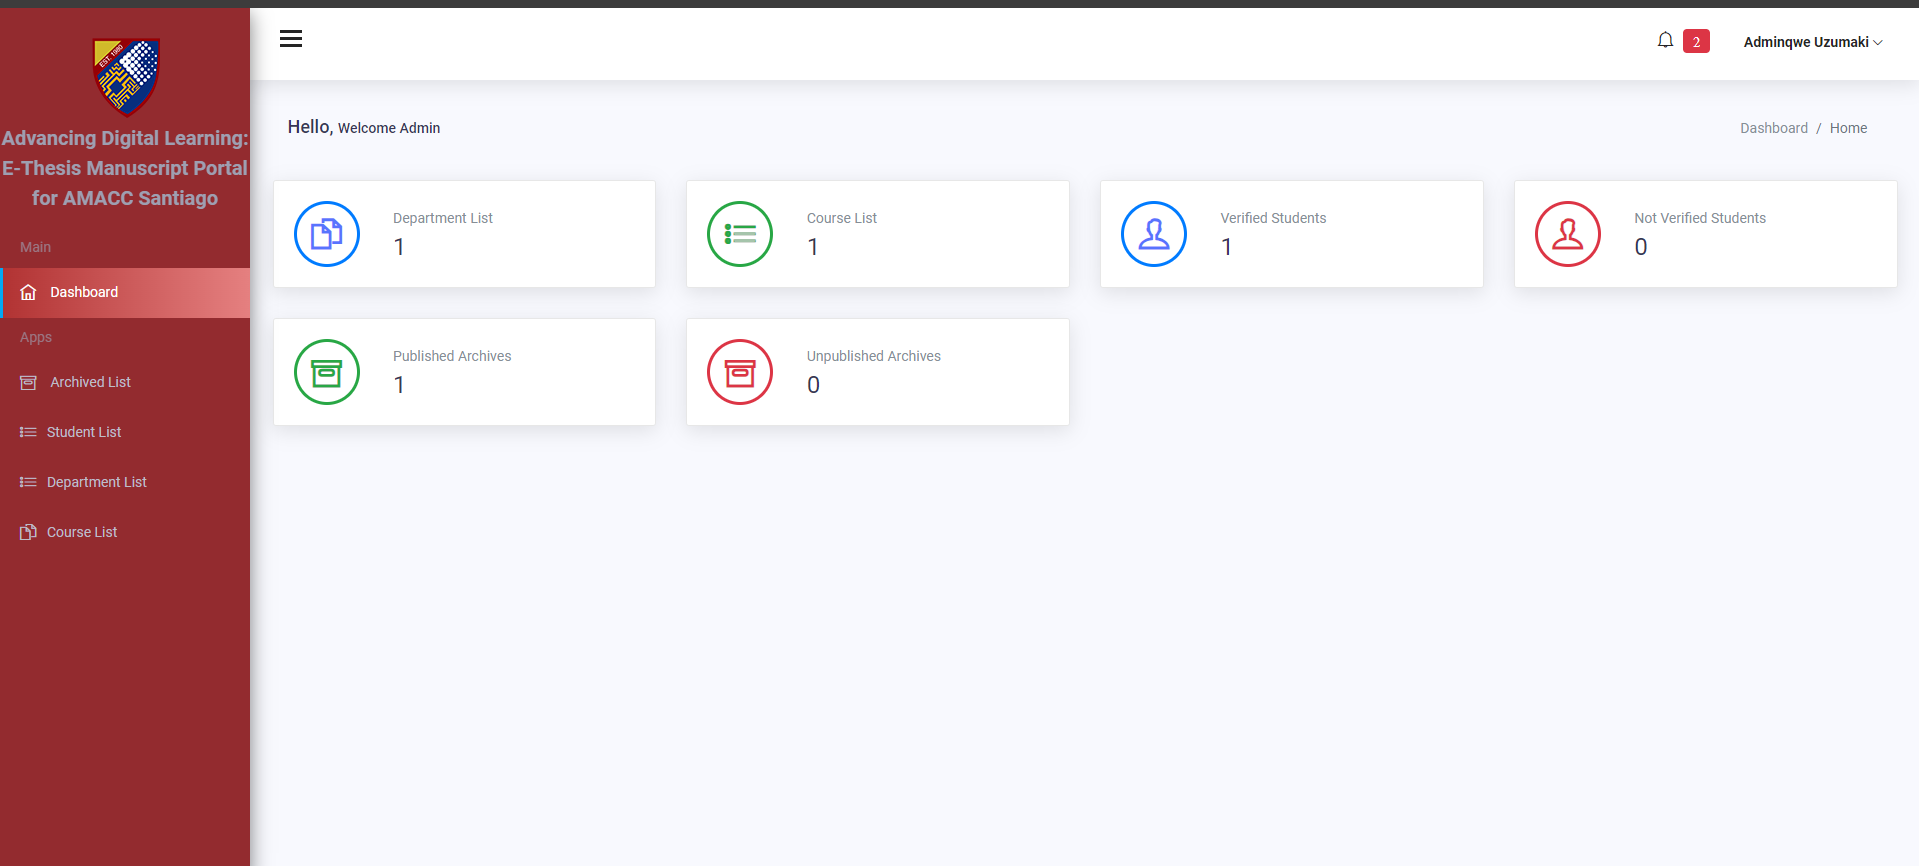 EST. 1980
Advancing Digital Learning:
E-Thesis Manuscript Portal
for AMACC Santiago
Main
Dashboard
Apps
Archived List
Student List
Department List
Course List
2
Adminqwe Uzumaki
Hello, Welcome Admin
Dashboard / Home
Department List
1
Course List
1
Verified Students
1
Not Verified Students
0
Published Archives
1
Unpublished Archives
0